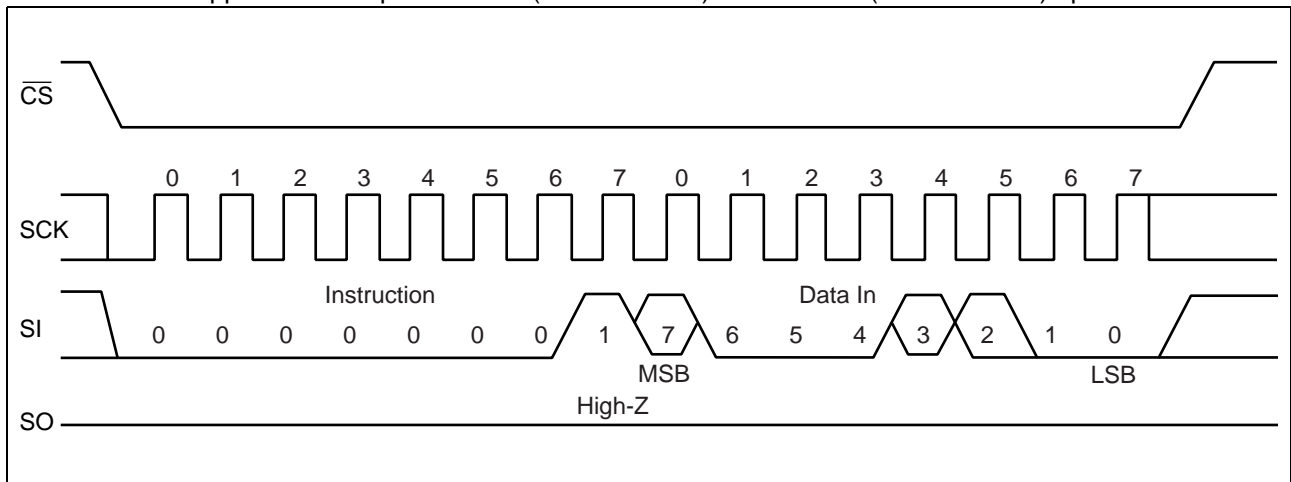 CS
0 1 2 3 4 5 6 7 0 1 2 3 4 5 6 7
SCK
Instruction Data In
SI 0 0 0 0 0 0 0 1 7 6 5 4 3 2 1 0
MSB LSB
High-Z
SO